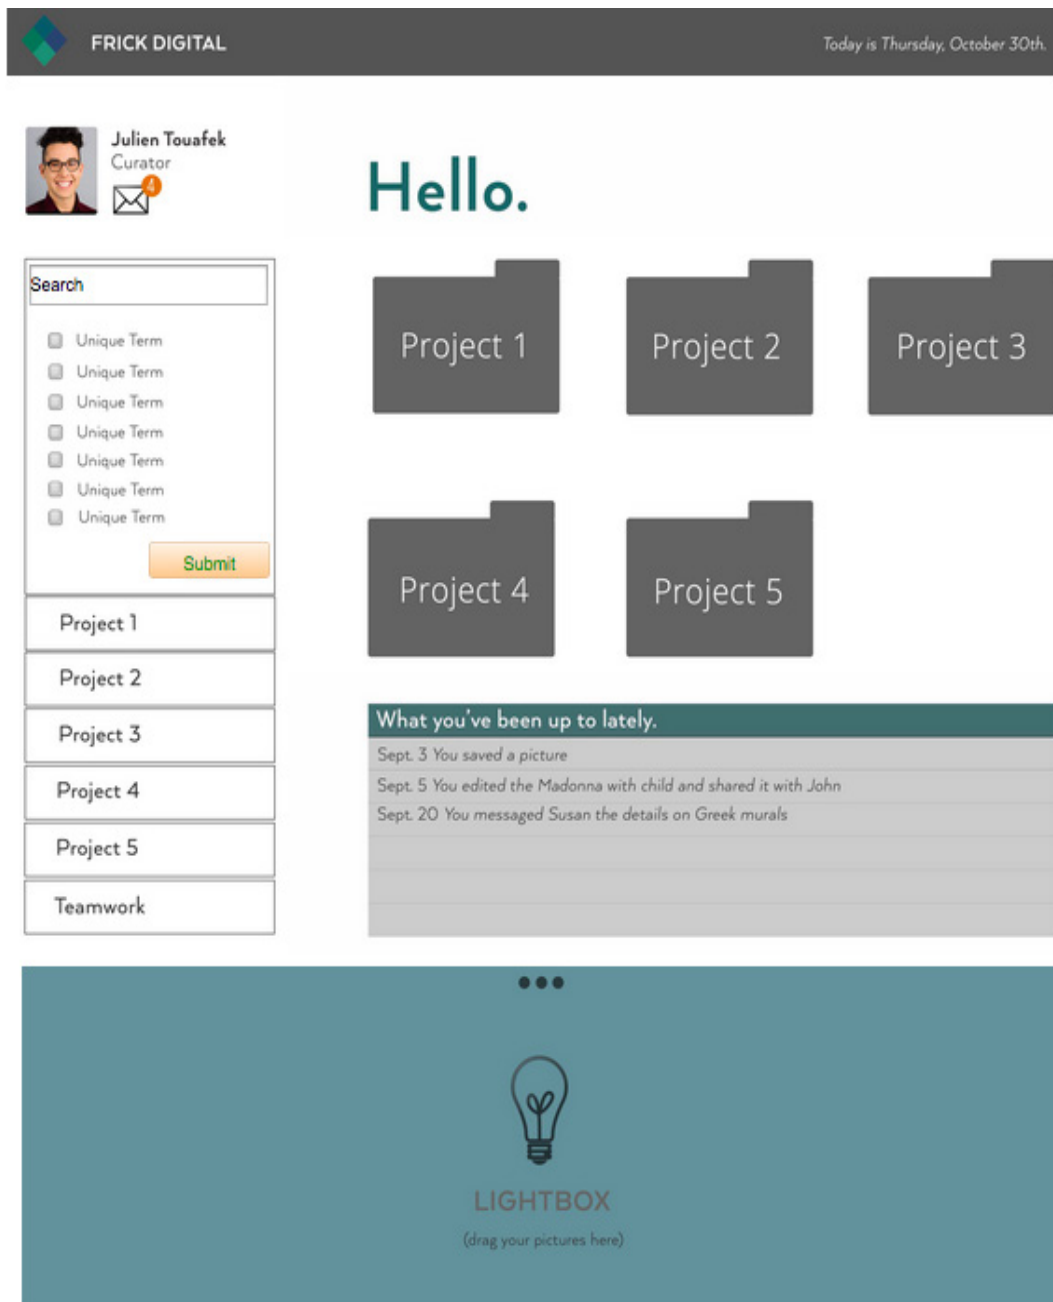 FRICK DIGITAL
Today is Thursday, October 30th.
Julien Touafek
Curator
4
Hello.
Search
Unique Term
Unique Term
Unique Term
Unique Term
Unique Term
Unique Term
Unique Term
Submit
Project 1
Project 2
Project 3
Project 4
Project 5
Teamwork
Project 1
Project 2
Project 3
Project 4
Project 5
What you've been up to lately.
Sept. 3 You saved a picture
Sept. 5 You edited the Madonna with child and shared it with John
Sept. 20 You messaged Susan the details on Greek murals
LIGHTBOX
(drag your pictures here)